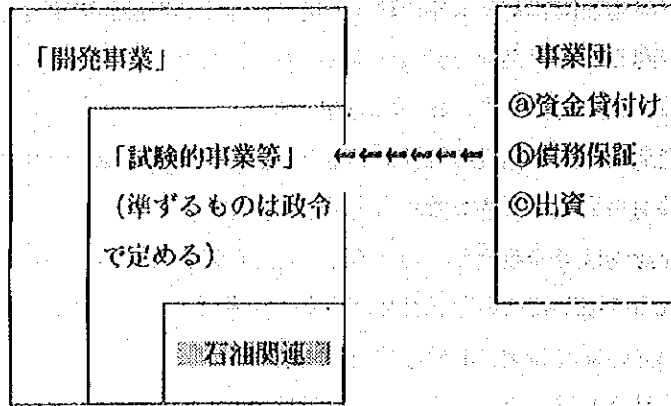 「開発事業」
「試験的事業等」
(準ずるものは政令
で定める)
石油関連
事業団
ⓐ資金貸付け
ⓑ債務保証
ⓒ出資